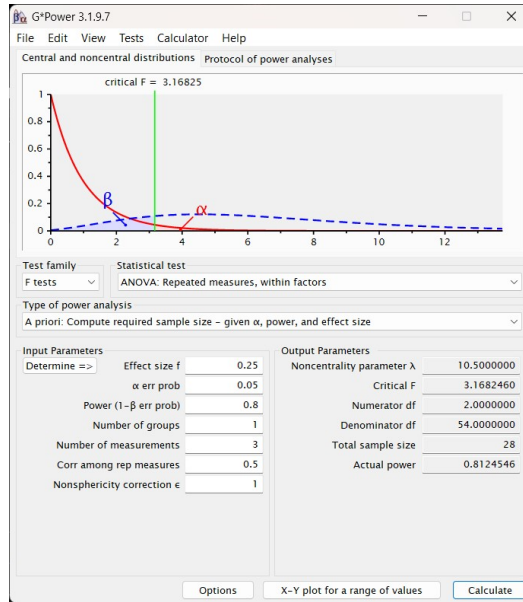 G*Power 3.1.9.7
File Edit View Tests Calculator Help
Central and noncentral distributions Protocol of power analyses
critical F = 3.16825
1
0.8
0.6
0.4
0.2
0
β
α
0 2 4 6 8 10 12
Test family Statistical test
F tests ANOVA: Repeated measures, within factors
Type of power analysis
A priori: Compute required sample size – given α, power, and effect size
Input Parameters Output Parameters
Determine => Effect size f 0.25 Noncentrality parameter λ 10.5000000
α err prob 0.05 Critical F 3.1682460
Power (1-β err prob) 0.8 Numerator df 2.0000000
Number of groups 1 Denominator df 54.0000000
Number of measurements 3 Total sample size 28
Corr among rep measures 0.5 Actual power 0.8124546
Nonsphericity correction ϵ 1
Options X-Y plot for a range of values Calculate